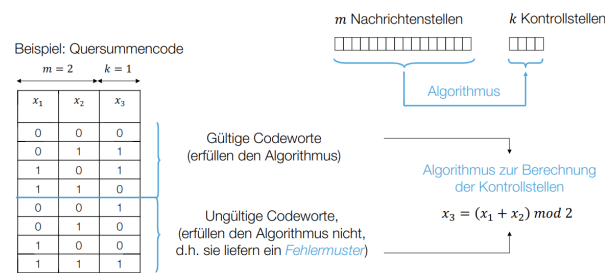 m Nachrichtenstellen
k Kontrollstellen
Algorithmus
Beispiel: Quersummencode
m = 2
k = 1
x₁ x₂ x₃
0 0 0
0 1 1
1 0 1
1 1 0
0 0 1
0 1 0
1 0 0
1 1 1
Gültige Codeworte
(erfüllen den Algorithmus)
Ungültige Codeworte,
(erfüllen den Algorithmus nicht,
d.h. sie liefern ein Fehlermuster)
Algorithmus zur Berechnung
der Kontrollstellen
x₃ = (x₁ + x₂) mod 2